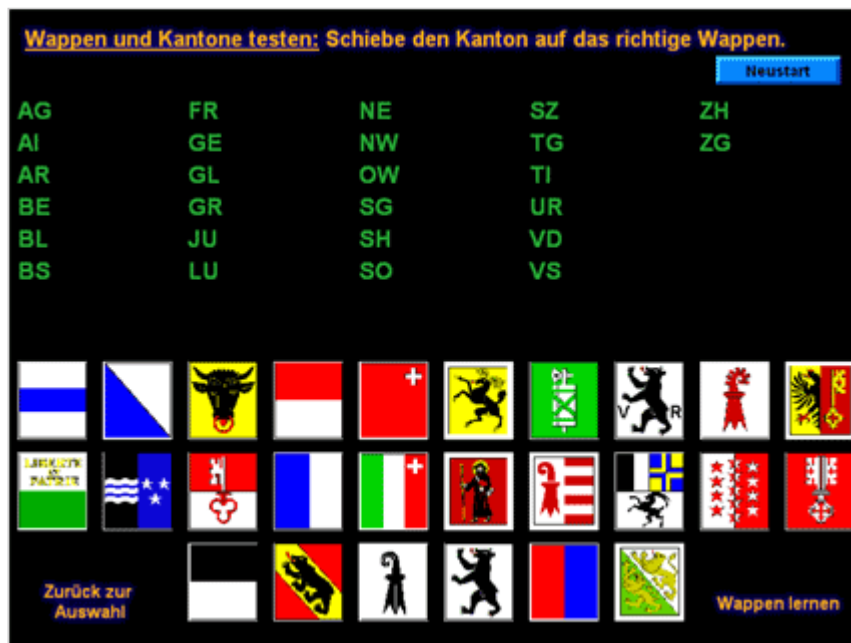 Wappen und Kantone testen: Schiebe den Kanton auf das richtige Wappen.
Neustart
AG FR NE SZ ZH
AI GE NW TG ZG
AR GL OW TI
BE GR SG UR
BL JU SH VD
BS LU SO VS
V R
LIBERTE
ET
PATRIE
Zurück zur
Auswahl
Wappen lernen